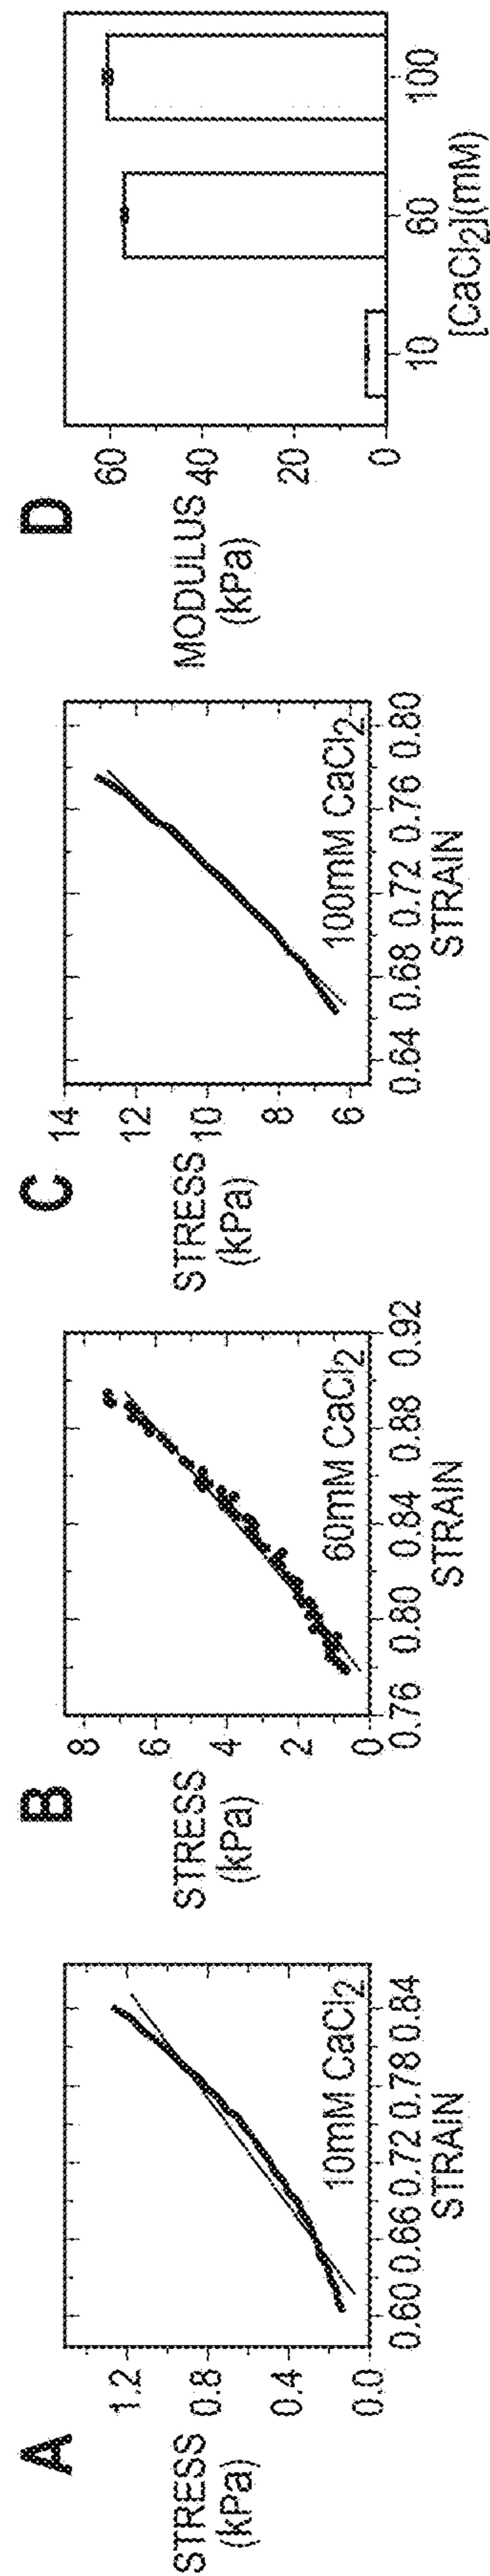 A
STRESS
(kPa)
1.2
0.8
0.4
0.0
10mM CaCl2
0.60 0.66 0.72 0.78 0.84
STRAIN
B
STRESS
(kPa)
8
6
4
2
0
60mM CaCl2
0.76 0.80 0.84 0.88 0.92
STRAIN
C
STRESS
(kPa)
14
12
10
8
6
100mM CaCl2
0.64 0.68 0.72 0.76 0.80
STRAIN
D
MODULUS
(kPa)
60
40
20
0
10 60 100
[CaCl2](mM)